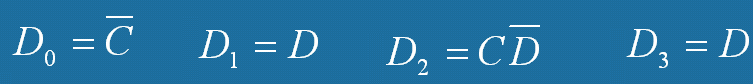 D₀ = C̅ D₁ = D D₂ = CD̅ D₃ = D